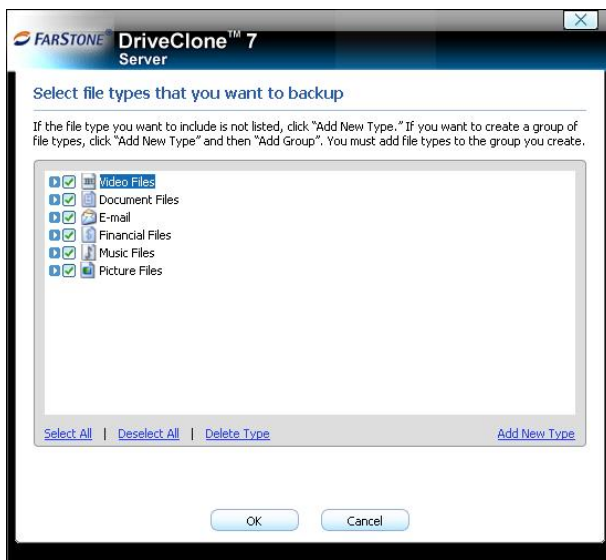 FARSTONE® DriveClone™ 7
Server
Select file types that you want to backup
If the file type you want to include is not listed, click “Add New Type.” If you want to create a group of
file types, click “Add New Type” and then “Add Group”. You must add file types to the group you create.
Video Files
Document Files
E-mail
Financial Files
Music Files
Picture Files
Select All | Deselect All | Delete Type Add New Type
OK Cancel